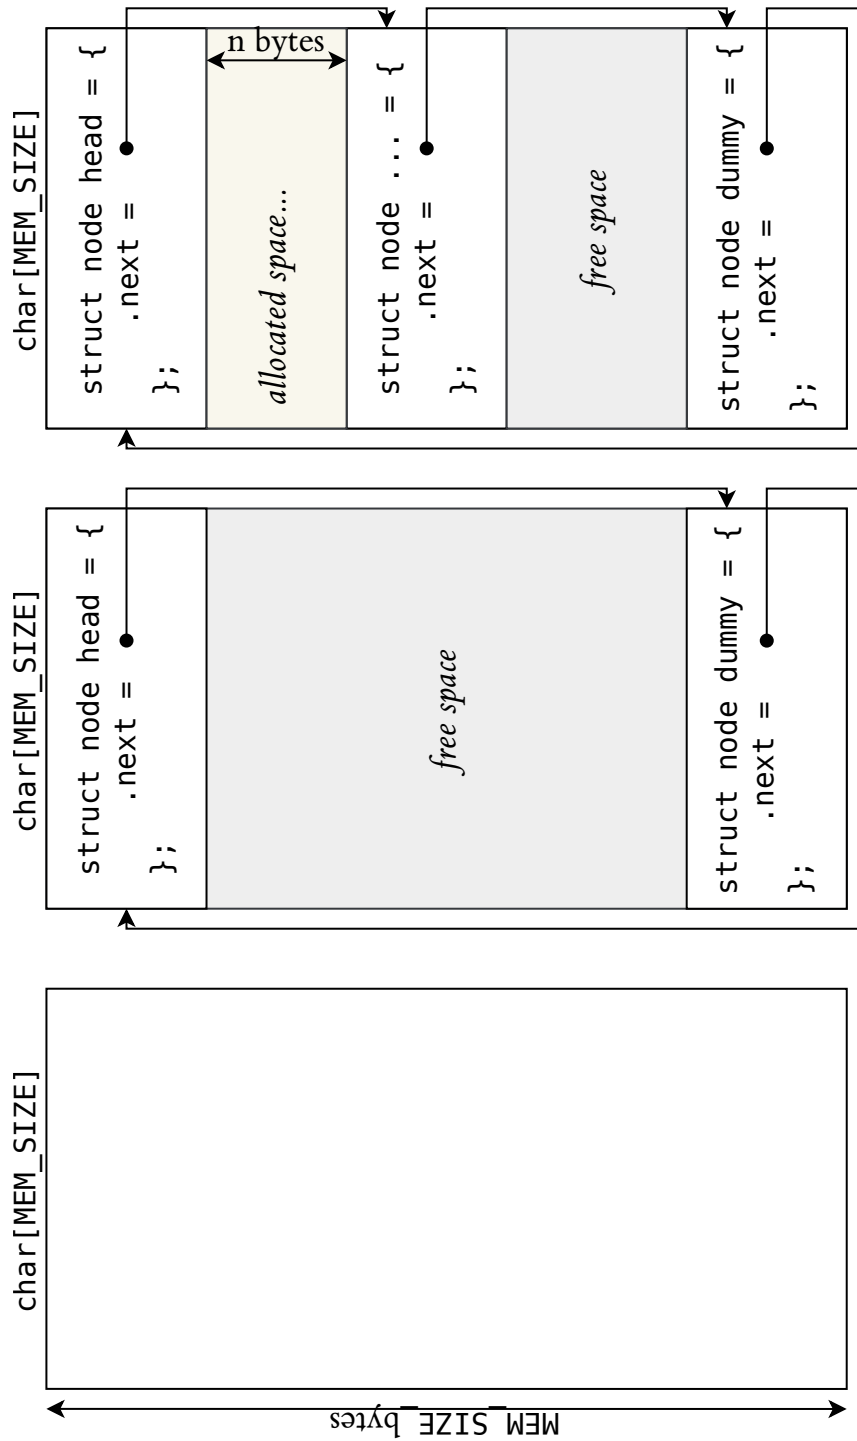 MEM_SIZE bytes
char[MEM_SIZE]
char[MEM_SIZE]
struct node head = {
.next =
};
free space
struct node dummy = {
.next =
};
char[MEM_SIZE]
struct node head = {
.next =
};
n bytes
allocated space...
struct node ... = {
.next =
};
free space
struct node dummy = {
.next =
};